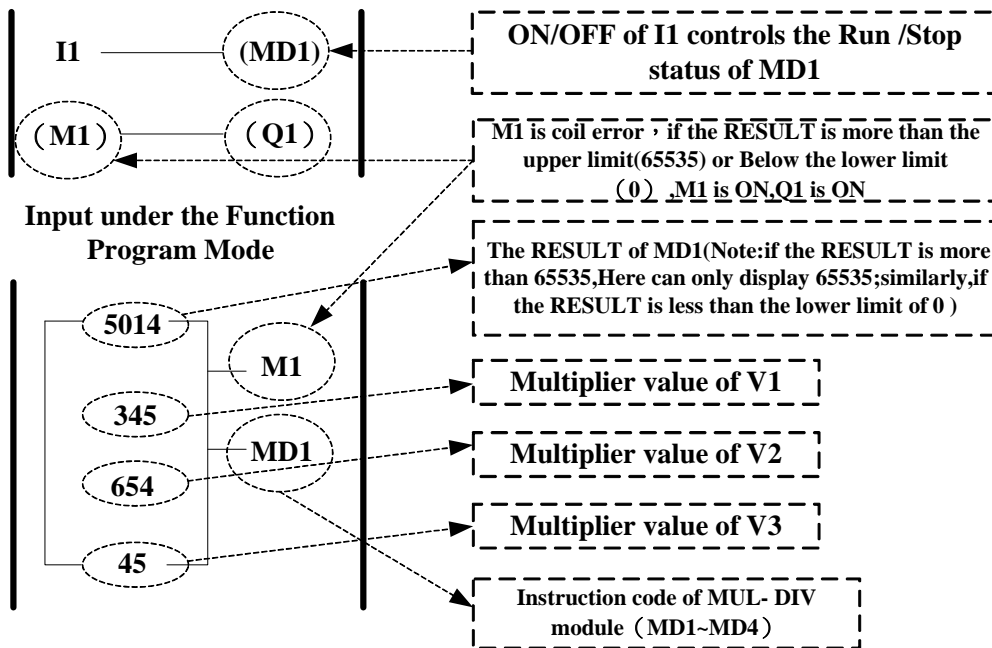 I1
(MD1)
(M1)
(Q1)
Input under the Function
Program Mode
5014
345
654
45
M1
MD1
ON/OFF of I1 controls the Run /Stop
status of MD1
M1 is coil error，if the RESULT is more than the
upper limit(65535) or Below the lower limit
（0）,M1 is ON,Q1 is ON
The RESULT of MD1(Note:if the RESULT is more
than 65535,Here can only display 65535;similarly,if
the RESULT is less than the lower limit of 0 )
Multiplier value of V1
Multiplier value of V2
Multiplier value of V3
Instruction code of MUL- DIV
module（MD1~MD4）